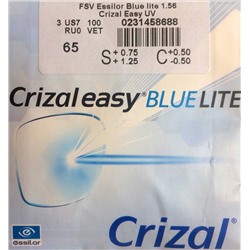 FSV Essilor Blue lite 1.56
Crizal Easy UV
3 US7 100 0231458688
RU0 VET
65 S +0.75 C +0.50
+1.25 -0.50
Crizal easy® BLUE LITE
essilor
Crizal®